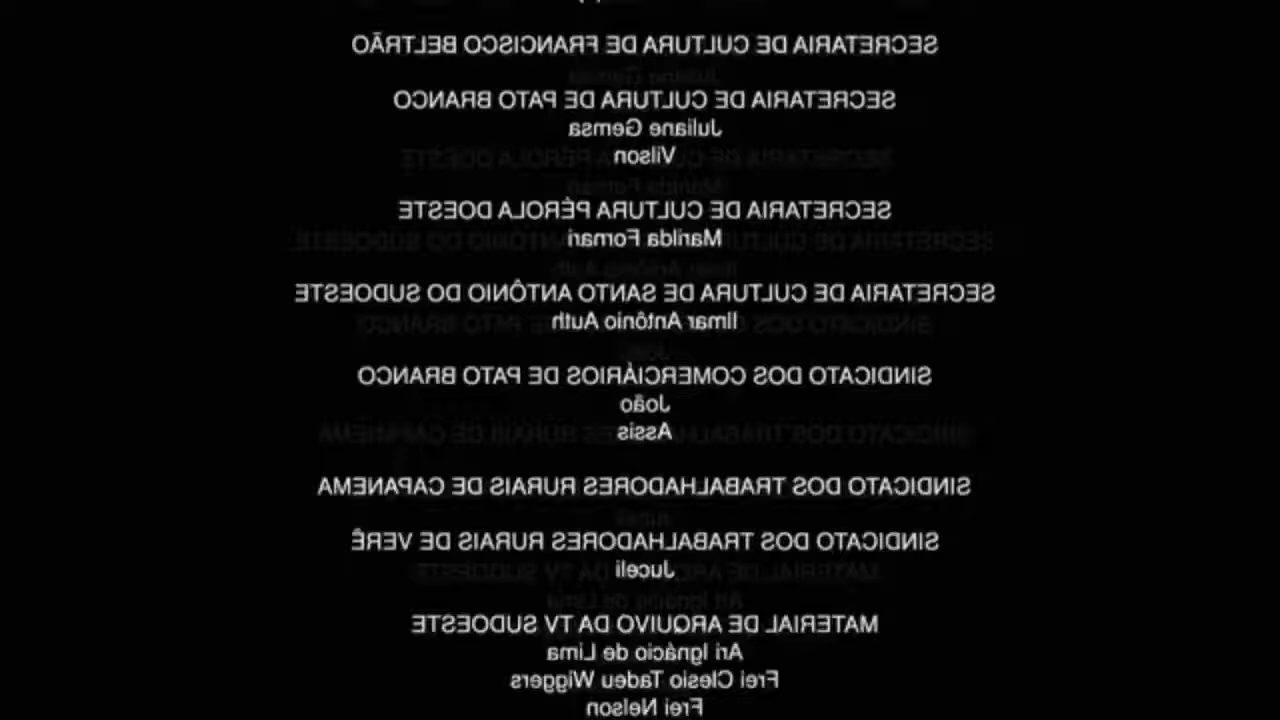 SECRETARIA DE CULTURA DE FRANCISCO BELTRÃO
SECRETARIA DE CULTURA DE PATO BRANCO
Juliane Gemsa
Vilson
SECRETARIA DE CULTURA PÉROLA DOESTE
Marilda Fornari
SECRETARIA DE CULTURA DE SANTO ANTÔNIO DO SUDOESTE
Ilmar Antônio Auth
SINDICATO DOS COMERCIÁRIOS DE PATO BRANCO
João
Assis
SINDICATO DOS TRABALHADORES RURAIS DE CAPANEMA
SINDICATO DOS TRABALHADORES RURAIS DE VERÊ
Juceli
MATERIAL DE ARQUIVO DA TV SUDOESTE
Ari Ignácio de Lima
Frei Clesio Tadeu Wiggers
Frei Nelson